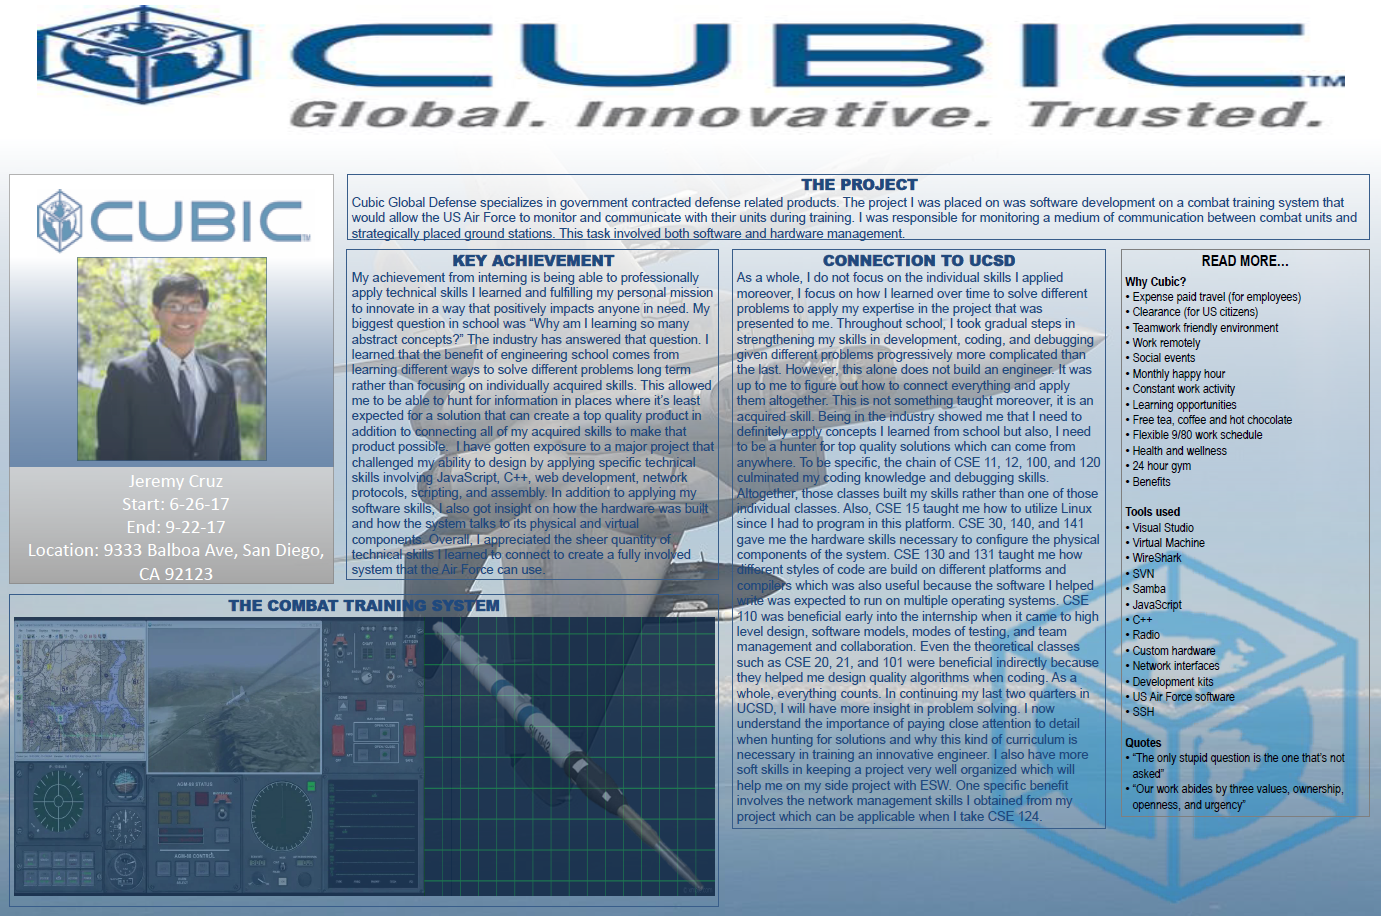 CUBIC™
Global. Innovative. Trusted.
CUBIC™
Jeremy Cruz
Start: 6-26-17
End: 9-22-17
Location: 9333 Balboa Ave, San Diego,
CA 92123
THE PROJECT
Cubic Global Defense specializes in government contracted defense related products. The project I was placed on was software development on a combat training system that
would allow the US Air Force to monitor and communicate with their units during training. I was responsible for monitoring a medium of communication between combat units and
strategically placed ground stations. This task involved both software and hardware management.
KEY ACHIEVEMENT
My achievement from interning is being able to professionally
apply technical skills I learned and fulfilling my personal mission
to innovate in a way that positively impacts anyone in need. My
biggest question in school was “Why am I learning so many
abstract concepts?” The industry has answered that question. I
learned that the benefit of engineering school comes from
learning different ways to solve different problems long term
rather than focusing on individually acquired skills. This allowed
me to be able to hunt for information in places where it’s least
expected for a solution that can create a top quality product in
addition to connecting all of my acquired skills to make that
product possible. I have gotten exposure to a major project that
challenged my ability to design by applying specific technical
skills involving JavaScript, C++, web development, network
protocols, scripting, and assembly. In addition to applying my
software skills, I also got insight on how the hardware was built
and how the system talks to its physical and virtual
components. Overall, I appreciated the sheer quantity of
technical skills I learned to connect to create a fully involved
system that the Air Force can use.
CONNECTION TO UCSD
As a whole, I do not focus on the individual skills I applied
moreover, I focus on how I learned over time to solve different
problems to apply my expertise in the project that was
presented to me. Throughout school, I took gradual steps in
strengthening my skills in development, coding, and debugging
given different problems progressively more complicated than
the last. However, this alone does not build an engineer. It was
up to me to figure out how to connect everything and apply
them altogether. This is not something taught moreover, it is an
acquired skill. Being in the industry showed me that I need to
definitely apply concepts I learned from school but also, I need
to be a hunter for top quality solutions which can come from
anywhere. To be specific, the chain of CSE 11, 12, 100, and 120
culminated my coding knowledge and debugging skills.
Altogether, those classes built my skills rather than one of those
individual classes. Also, CSE 15 taught me how to utilize Linux
since I had to program in this platform. CSE 30, 140, and 141
gave me the hardware skills necessary to configure the physical
components of the system. CSE 130 and 131 taught me how
different styles of code are build on different platforms and
compilers which was also useful because the software I helped
write was expected to run on multiple operating systems. CSE
110 was beneficial early into the internship when it came to high
level design, software models, modes of testing, and team
management and collaboration. Even the theoretical classes
such as CSE 20, 21, and 101 were beneficial indirectly because
they helped me design quality algorithms when coding. As a
whole, everything counts. In continuing my last two quarters in
UCSD, I will have more insight in problem solving. I now
understand the importance of paying close attention to detail
when hunting for solutions and why this kind of curriculum is
necessary in training an innovative engineer. I also have more
soft skills in keeping a project very well organized which will
help me on my side project with ESW. One specific benefit
involves the network management skills I obtained from my
project which can be applicable when I take CSE 124.
READ MORE…
Why Cubic?
• Expense paid travel (for employees)
• Clearance (for US citizens)
• Teamwork friendly environment
• Work remotely
• Social events
• Monthly happy hour
• Constant work activity
• Learning opportunities
• Free tea, coffee and hot chocolate
• Flexible 9/80 work schedule
• Health and wellness
• 24 hour gym
• Benefits
Tools used
• Visual Studio
• Virtual Machine
• WireShark
• SVN
• Samba
• JavaScript
• C++
• Radio
• Custom hardware
• Network interfaces
• Development kits
• US Air Force software
• SSH
Quotes
• “The only stupid question is the one that’s not
asked”
• “Our work abides by three values, ownership,
openness, and urgency”
THE COMBAT TRAINING SYSTEM
AGM-88 STATUS
AGM-88 CONTROL